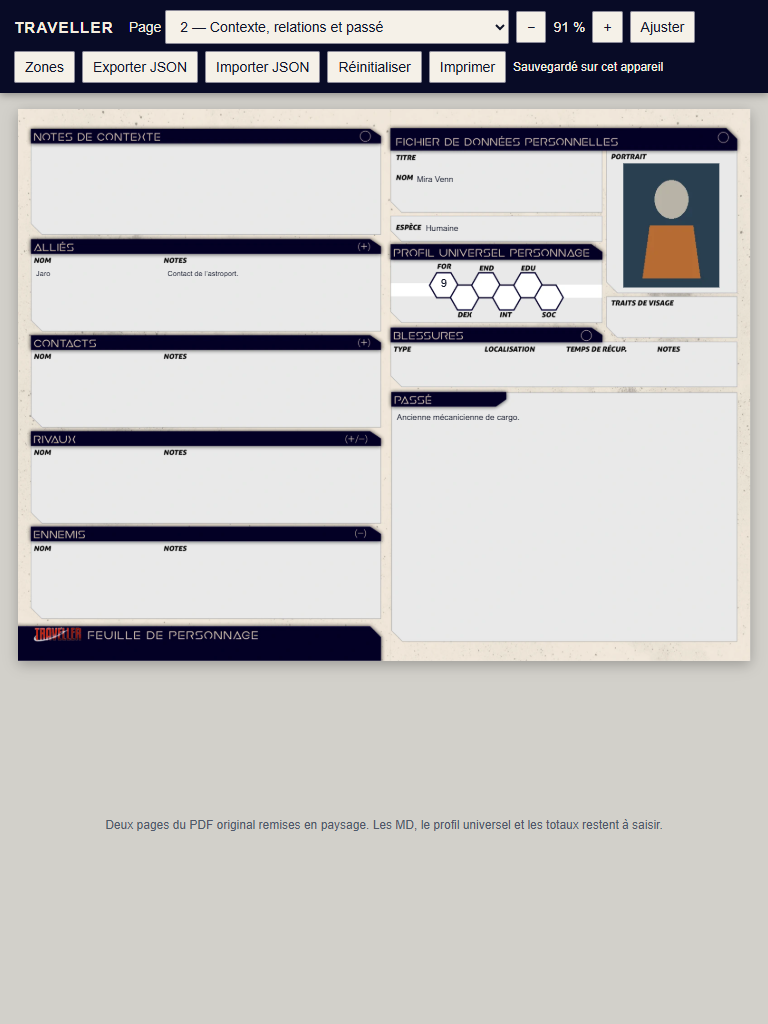 TRAVELLER Page 2 — Contexte, relations et passé − 91 % + Ajuster
Zones Exporter JSON Importer JSON Réinitialiser Imprimer Sauvegardé sur cet appareil
NOTES DE CONTEXTE
ALLIÉS (+)
NOM NOTES
Jaro Contact de l'astroport.
CONTACTS (+)
NOM NOTES
RIVAUX (+/−)
NOM NOTES
ENNEMIS (−)
NOM NOTES
TRAVELLER FEUILLE DE PERSONNAGE
FICHIER DE DONNÉES PERSONNELLES
TITRE
NOM Mira Venn
ESPÈCE Humaine
PORTRAIT
PROFIL UNIVERSEL PERSONNAGE
FOR END EDU
9
DEX INT SOC
TRAITS DE VISAGE
BLESSURES
TYPE LOCALISATION TEMPS DE RÉCUP. NOTES
PASSÉ
Ancienne mécanicienne de cargo.
Deux pages du PDF original remises en paysage. Les MD, le profil universel et les totaux restent à saisir.